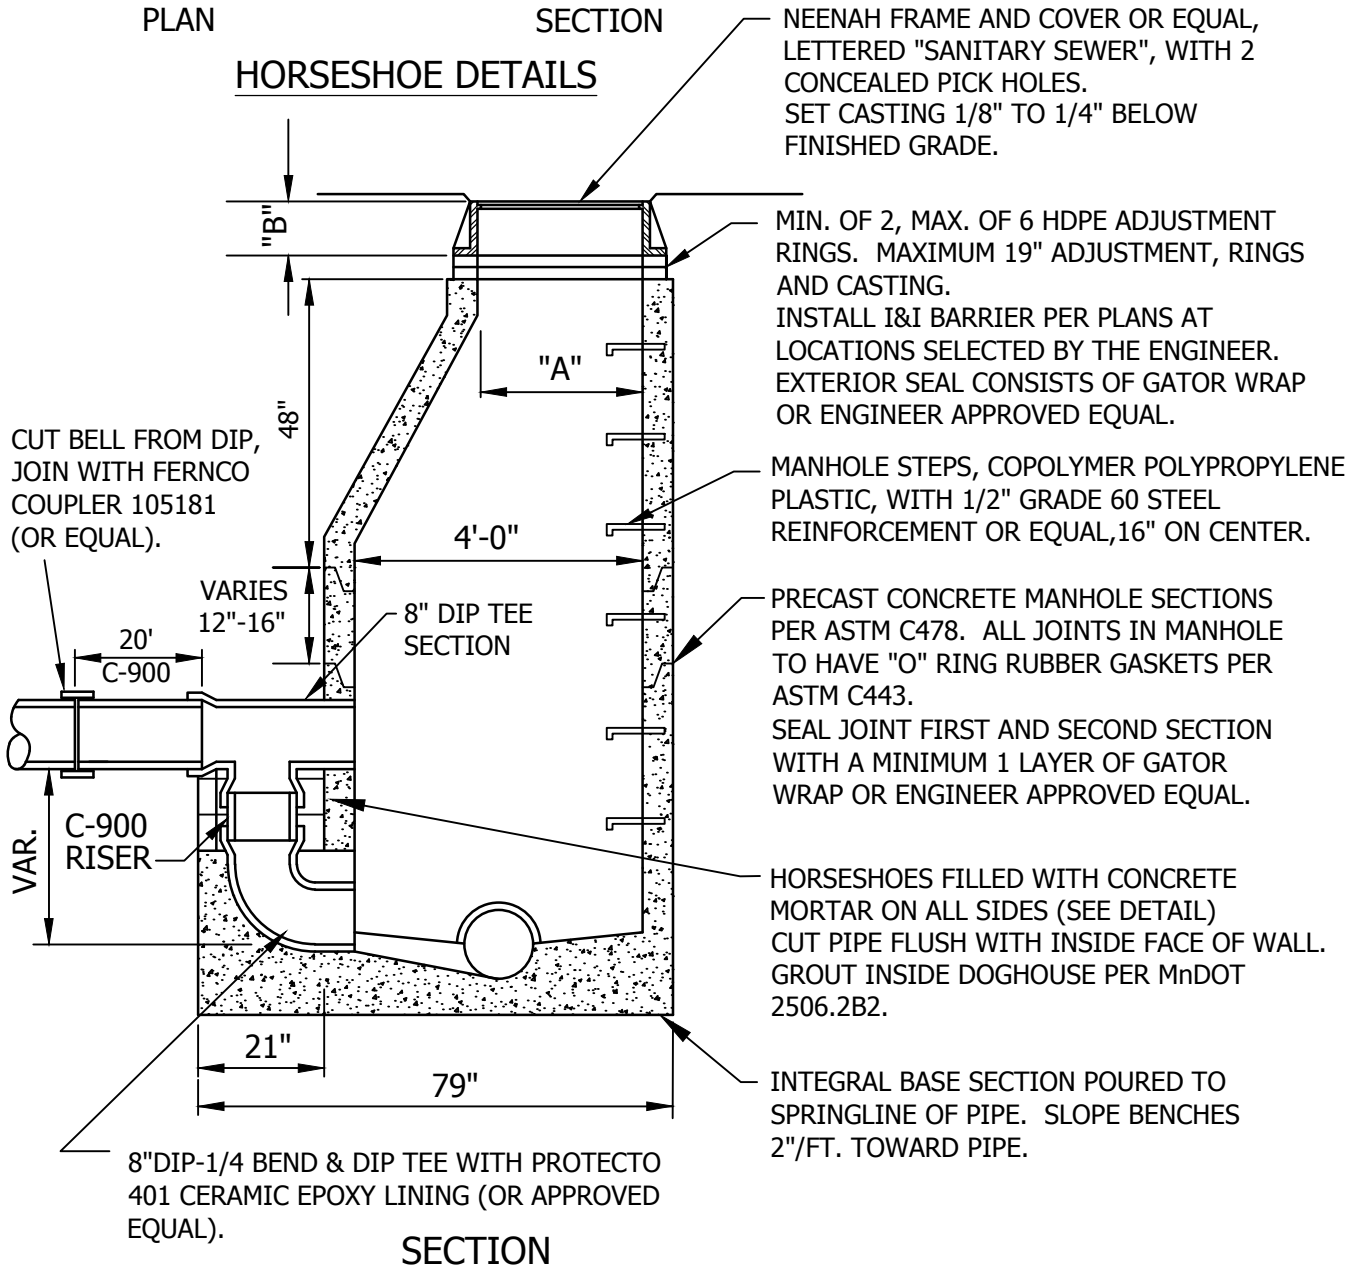 PLAN
SECTION
HORSESHOE DETAILS
NEENAH FRAME AND COVER OR EQUAL,
LETTERED "SANITARY SEWER", WITH 2
CONCEALED PICK HOLES.
SET CASTING 1/8" TO 1/4" BELOW
FINISHED GRADE.
"B"
MIN. OF 2, MAX. OF 6 HDPE ADJUSTMENT
RINGS. MAXIMUM 19" ADJUSTMENT, RINGS
AND CASTING.
INSTALL I&I BARRIER PER PLANS AT
LOCATIONS SELECTED BY THE ENGINEER.
EXTERIOR SEAL CONSISTS OF GATOR WRAP
OR ENGINEER APPROVED EQUAL.
"A"
48"
CUT BELL FROM DIP,
JOIN WITH FERNCO
COUPLER 105181
(OR EQUAL).
MANHOLE STEPS, COPOLYMER POLYPROPYLENE
PLASTIC, WITH 1/2" GRADE 60 STEEL
REINFORCEMENT OR EQUAL,16" ON CENTER.
4'-0"
VARIES
12"-16"
8" DIP TEE
SECTION
20'
C-900
PRECAST CONCRETE MANHOLE SECTIONS
PER ASTM C478. ALL JOINTS IN MANHOLE
TO HAVE "O" RING RUBBER GASKETS PER
ASTM C443.
SEAL JOINT FIRST AND SECOND SECTION
WITH A MINIMUM 1 LAYER OF GATOR
WRAP OR ENGINEER APPROVED EQUAL.
VAR.
C-900
RISER
HORSESHOES FILLED WITH CONCRETE
MORTAR ON ALL SIDES (SEE DETAIL)
CUT PIPE FLUSH WITH INSIDE FACE OF WALL.
GROUT INSIDE DOGHOUSE PER MnDOT
2506.2B2.
21"
79"
INTEGRAL BASE SECTION POURED TO
SPRINGLINE OF PIPE. SLOPE BENCHES
2"/FT. TOWARD PIPE.
8"DIP-1/4 BEND & DIP TEE WITH PROTECTO
401 CERAMIC EPOXY LINING (OR APPROVED
EQUAL).
SECTION